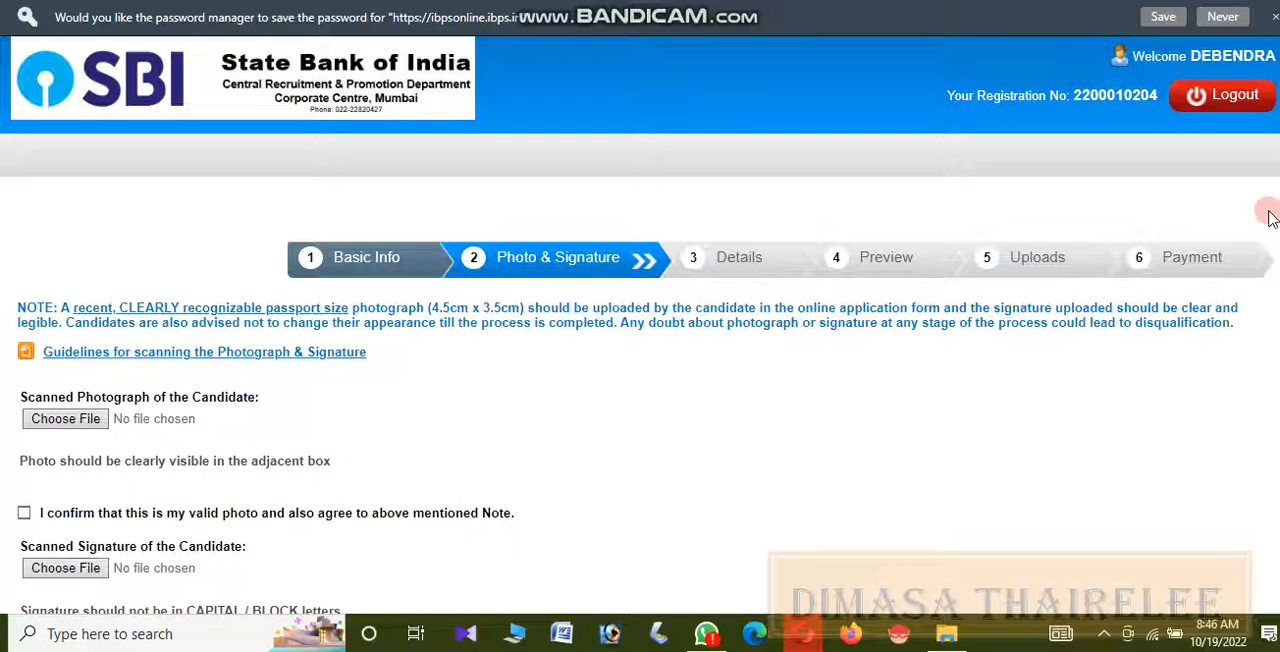 Would you like the password manager to save the password for "https://ibpsonline.ibps.in
www.BANDICAM.com
Save
Never
SBI
State Bank of India
Central Recruitment & Promotion Department
Corporate Centre, Mumbai
Phone: 022-22820427
Welcome DEBENDRA
Your Registration No: 2200010204
Logout
1 Basic Info
2 Photo & Signature
3 Details
4 Preview
5 Uploads
6 Payment
NOTE: A recent, CLEARLY recognizable passport size photograph (4.5cm x 3.5cm) should be uploaded by the candidate in the online application form and the signature uploaded should be clear and
legible. Candidates are also advised not to change their appearance till the process is completed. Any doubt about photograph or signature at any stage of the process could lead to disqualification.
Guidelines for scanning the Photograph & Signature
Scanned Photograph of the Candidate:
Choose File No file chosen
Photo should be clearly visible in the adjacent box
I confirm that this is my valid photo and also agree to above mentioned Note.
Scanned Signature of the Candidate:
Choose File No file chosen
Signature should not be in CAPITAL / BLOCK letters
DIMASA THAIRELEE
Type here to search
8:46 AM
10/19/2022